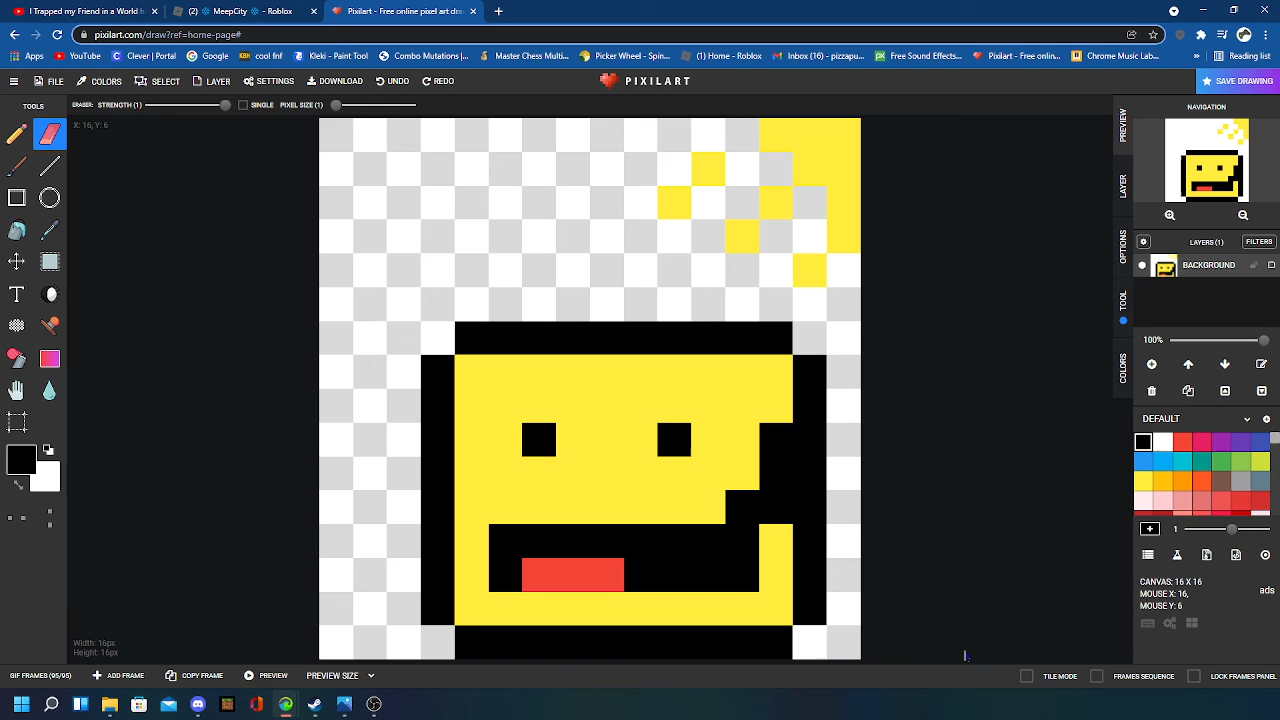 I Trapped my Friend in a World h
(2) MeepCity - Roblox
Pixilart - Free online pixel art dra
pixilart.com/draw?ref=home-page#
Apps
YouTube
Clever | Portal
Google
cool fnf
Kleki - Paint Tool
Combo Mutations |...
Master Chess Multi...
Picker Wheel - Spin...
(1) Home - Roblox
Inbox (16) - pizzapu...
Free Sound Effects...
Pixilart - Free onlin...
Chrome Music Lab...
Reading list
FILE
COLORS
SELECT
LAYER
SETTINGS
DOWNLOAD
UNDO
REDO
PIXILART
SAVE DRAWING
TOOLS
ERASER: STRENGTH (1)
SINGLE
PIXEL SIZE (1)
NAVIGATION
X: 16, Y: 6
PREVIEW
LAYER
OPTIONS
TOOL
COLORS
LAYERS (1)
FILTERS
BACKGROUND
100%
DEFAULT
1
CANVAS: 16 X 16
MOUSE X: 16,
MOUSE Y: 6
ads
Width: 16px
Height: 16px
GIF FRAMES (95/95)
ADD FRAME
COPY FRAME
PREVIEW
PREVIEW SIZE
TILE MODE
FRAMES SEQUENCE
LOCK FRAMES PANEL